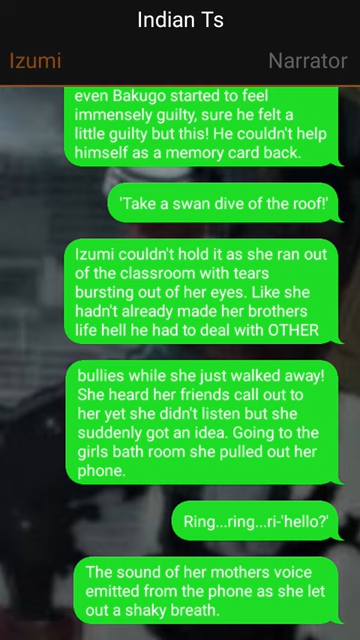 Indian Ts
Izumi
Narrator
even Bakugo started to feel
immensely guilty, sure he felt a
little guilty but this! He couldn't help
himself as a memory card back.
'Take a swan dive of the roof!'
Izumi couldn't hold it as she ran out
of the classroom with tears
bursting out of her eyes. Like she
hadn't already made her brothers
life hell he had to deal with OTHER
bullies while she just walked away!
She heard her friends call out to
her yet she didn't listen but she
suddenly got an idea. Going to the
girls bath room she pulled out her
phone.
Ring...ring...ri-'hello?'
The sound of her mothers voice
emitted from the phone as she let
out a shaky breath.